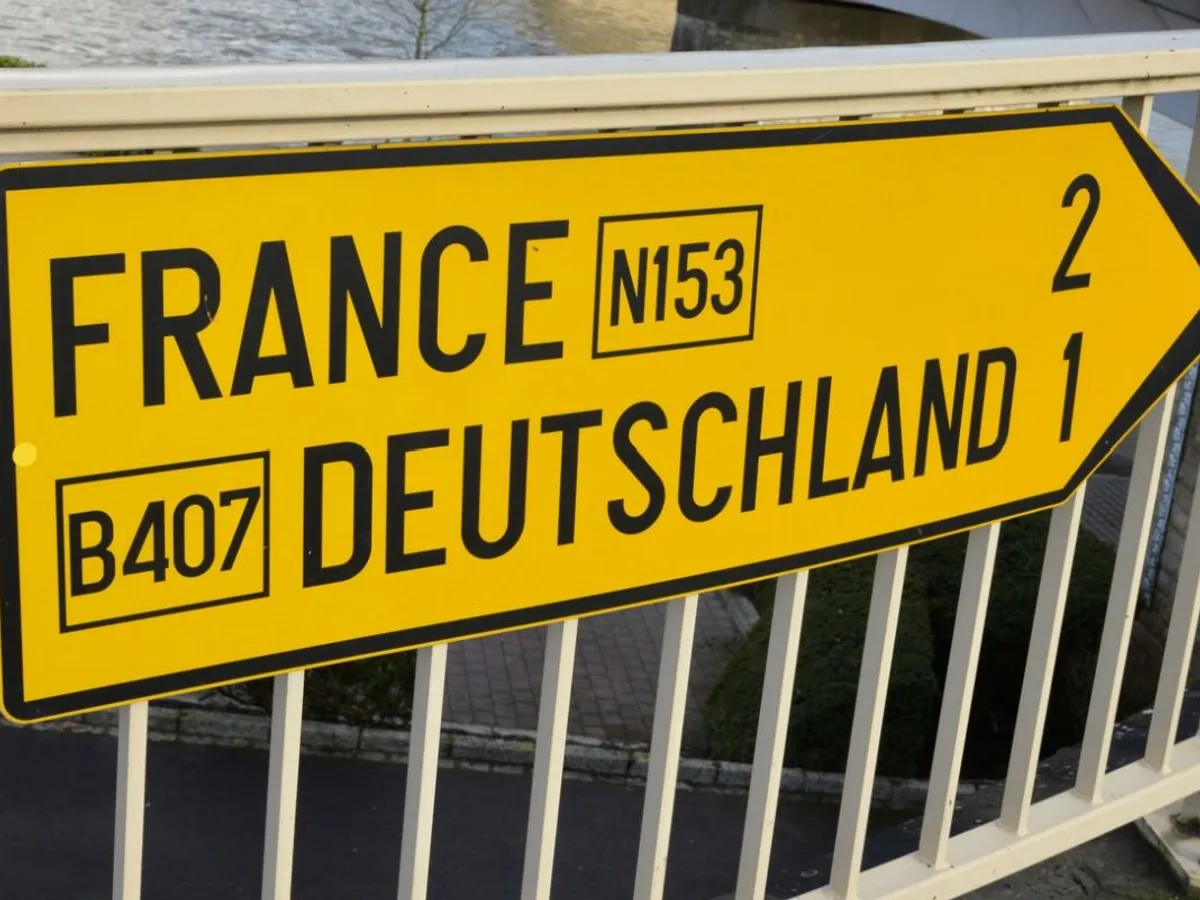 FRANCE N153 2
B407 DEUTSCHLAND 1